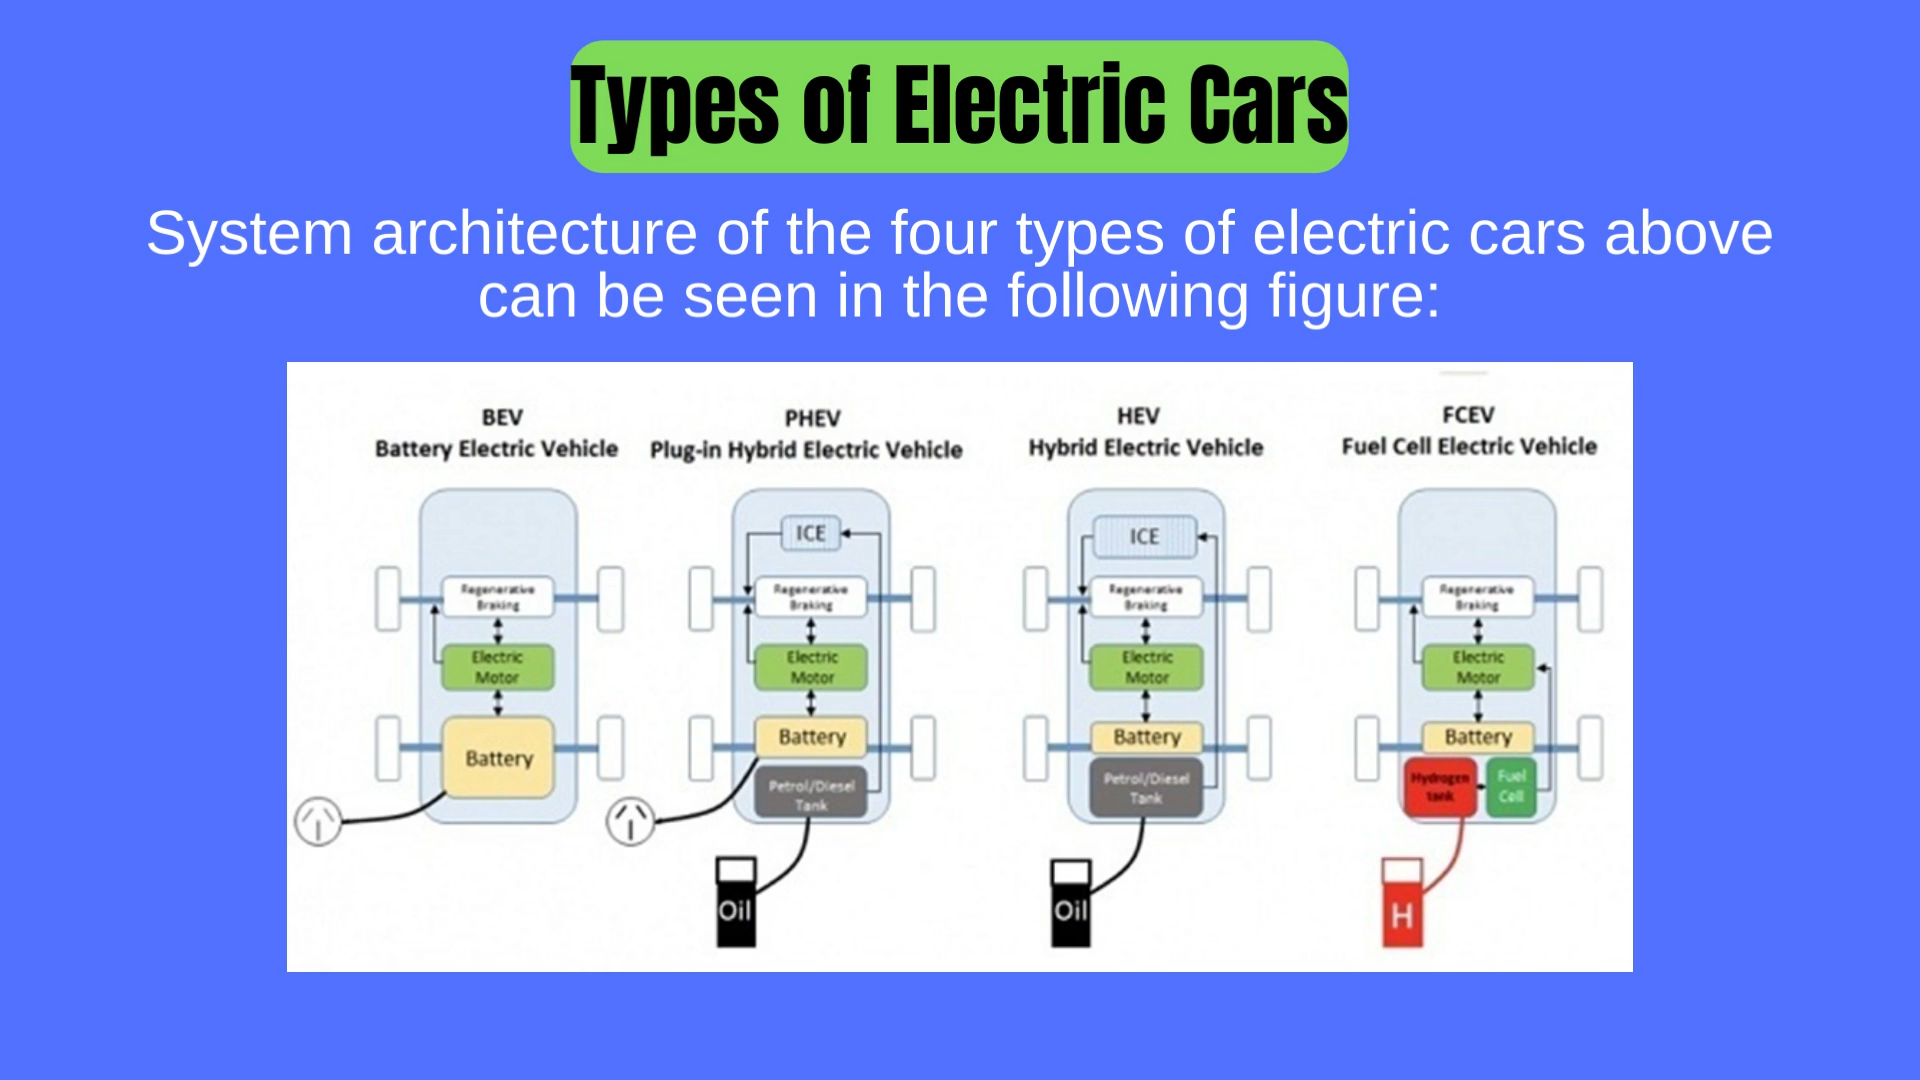 Types of Electric Cars
System architecture of the four types of electric cars above
can be seen in the following figure:
BEV
Battery Electric Vehicle
PHEV
Plug-in Hybrid Electric Vehicle
HEV
Hybrid Electric Vehicle
FCEV
Fuel Cell Electric Vehicle
Regenerative
Braking
Electric
Motor
Battery
ICE
Regenerative
Braking
Electric
Motor
Battery
Petrol/Diesel
Tank
Oil
ICE
Regenerative
Braking
Electric
Motor
Battery
Petrol/Diesel
Tank
Oil
Regenerative
Braking
Electric
Motor
Battery
Hydrogen
tank
Fuel
Cell
H